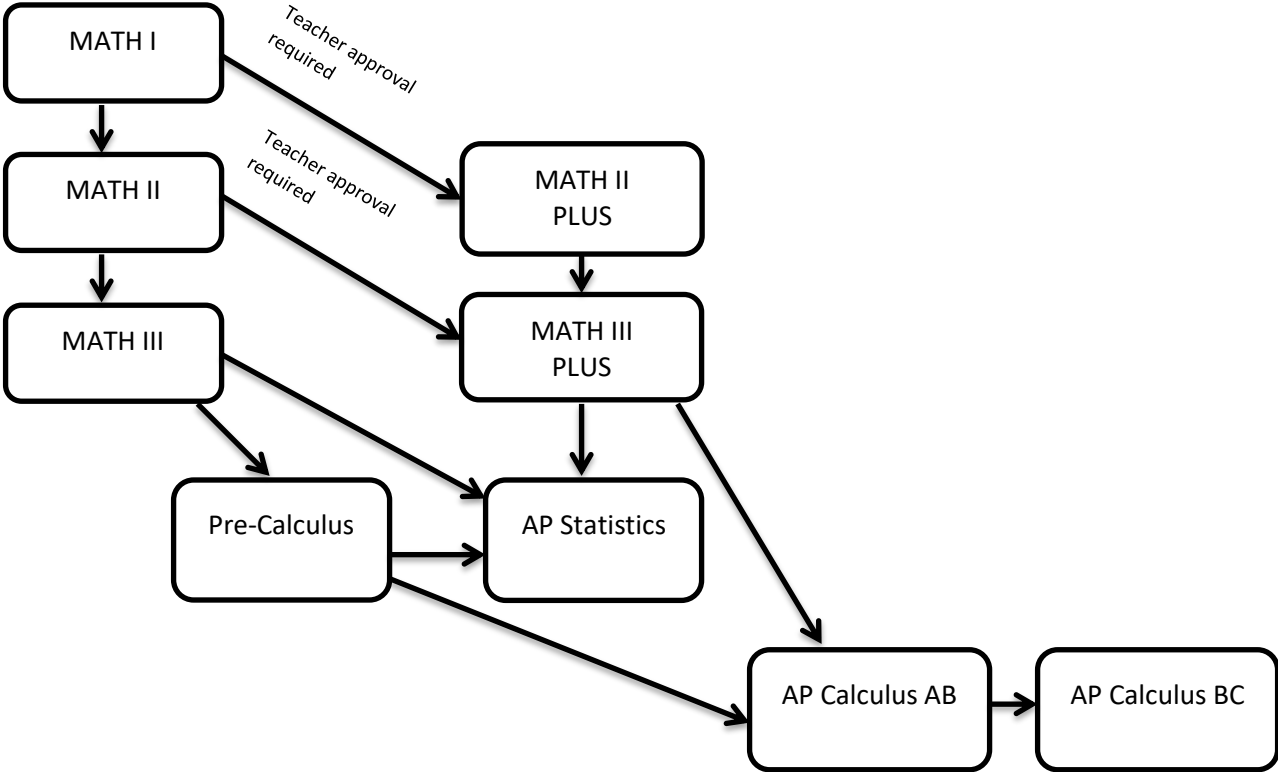 MATH I
Teacher approval
required
MATH II
Teacher approval
required
MATH II
PLUS
MATH III
MATH III
PLUS
Pre-Calculus
AP Statistics
AP Calculus AB
AP Calculus BC